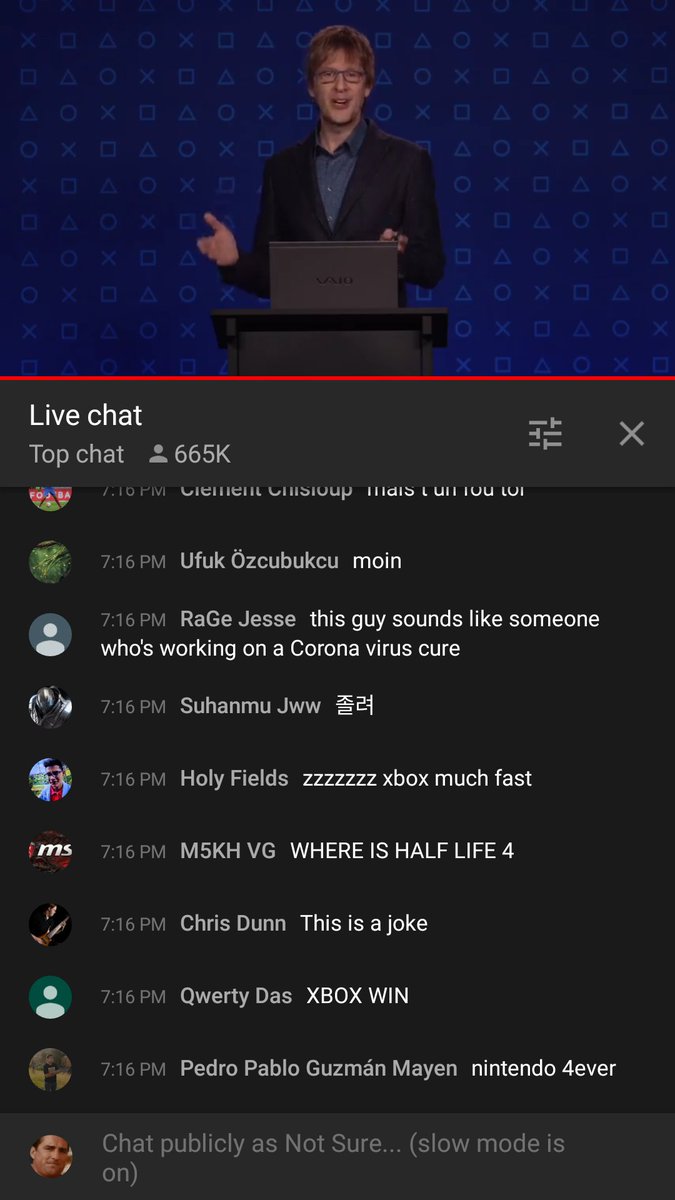 VAIO
Live chat
Top chat 665K
7:16 PM Clément Chisloup mais t'un fou toi
7:16 PM Ufuk Özcubukcu moin
7:16 PM RaGe Jesse this guy sounds like someone
who's working on a Corona virus cure
7:16 PM Suhanmu Jww 졸려
7:16 PM Holy Fields zzzzzzz xbox much fast
7:16 PM M5KH VG WHERE IS HALF LIFE 4
7:16 PM Chris Dunn This is a joke
7:16 PM Qwerty Das XBOX WIN
7:16 PM Pedro Pablo Guzmán Mayen nintendo 4ever
Chat publicly as Not Sure... (slow mode is
on)